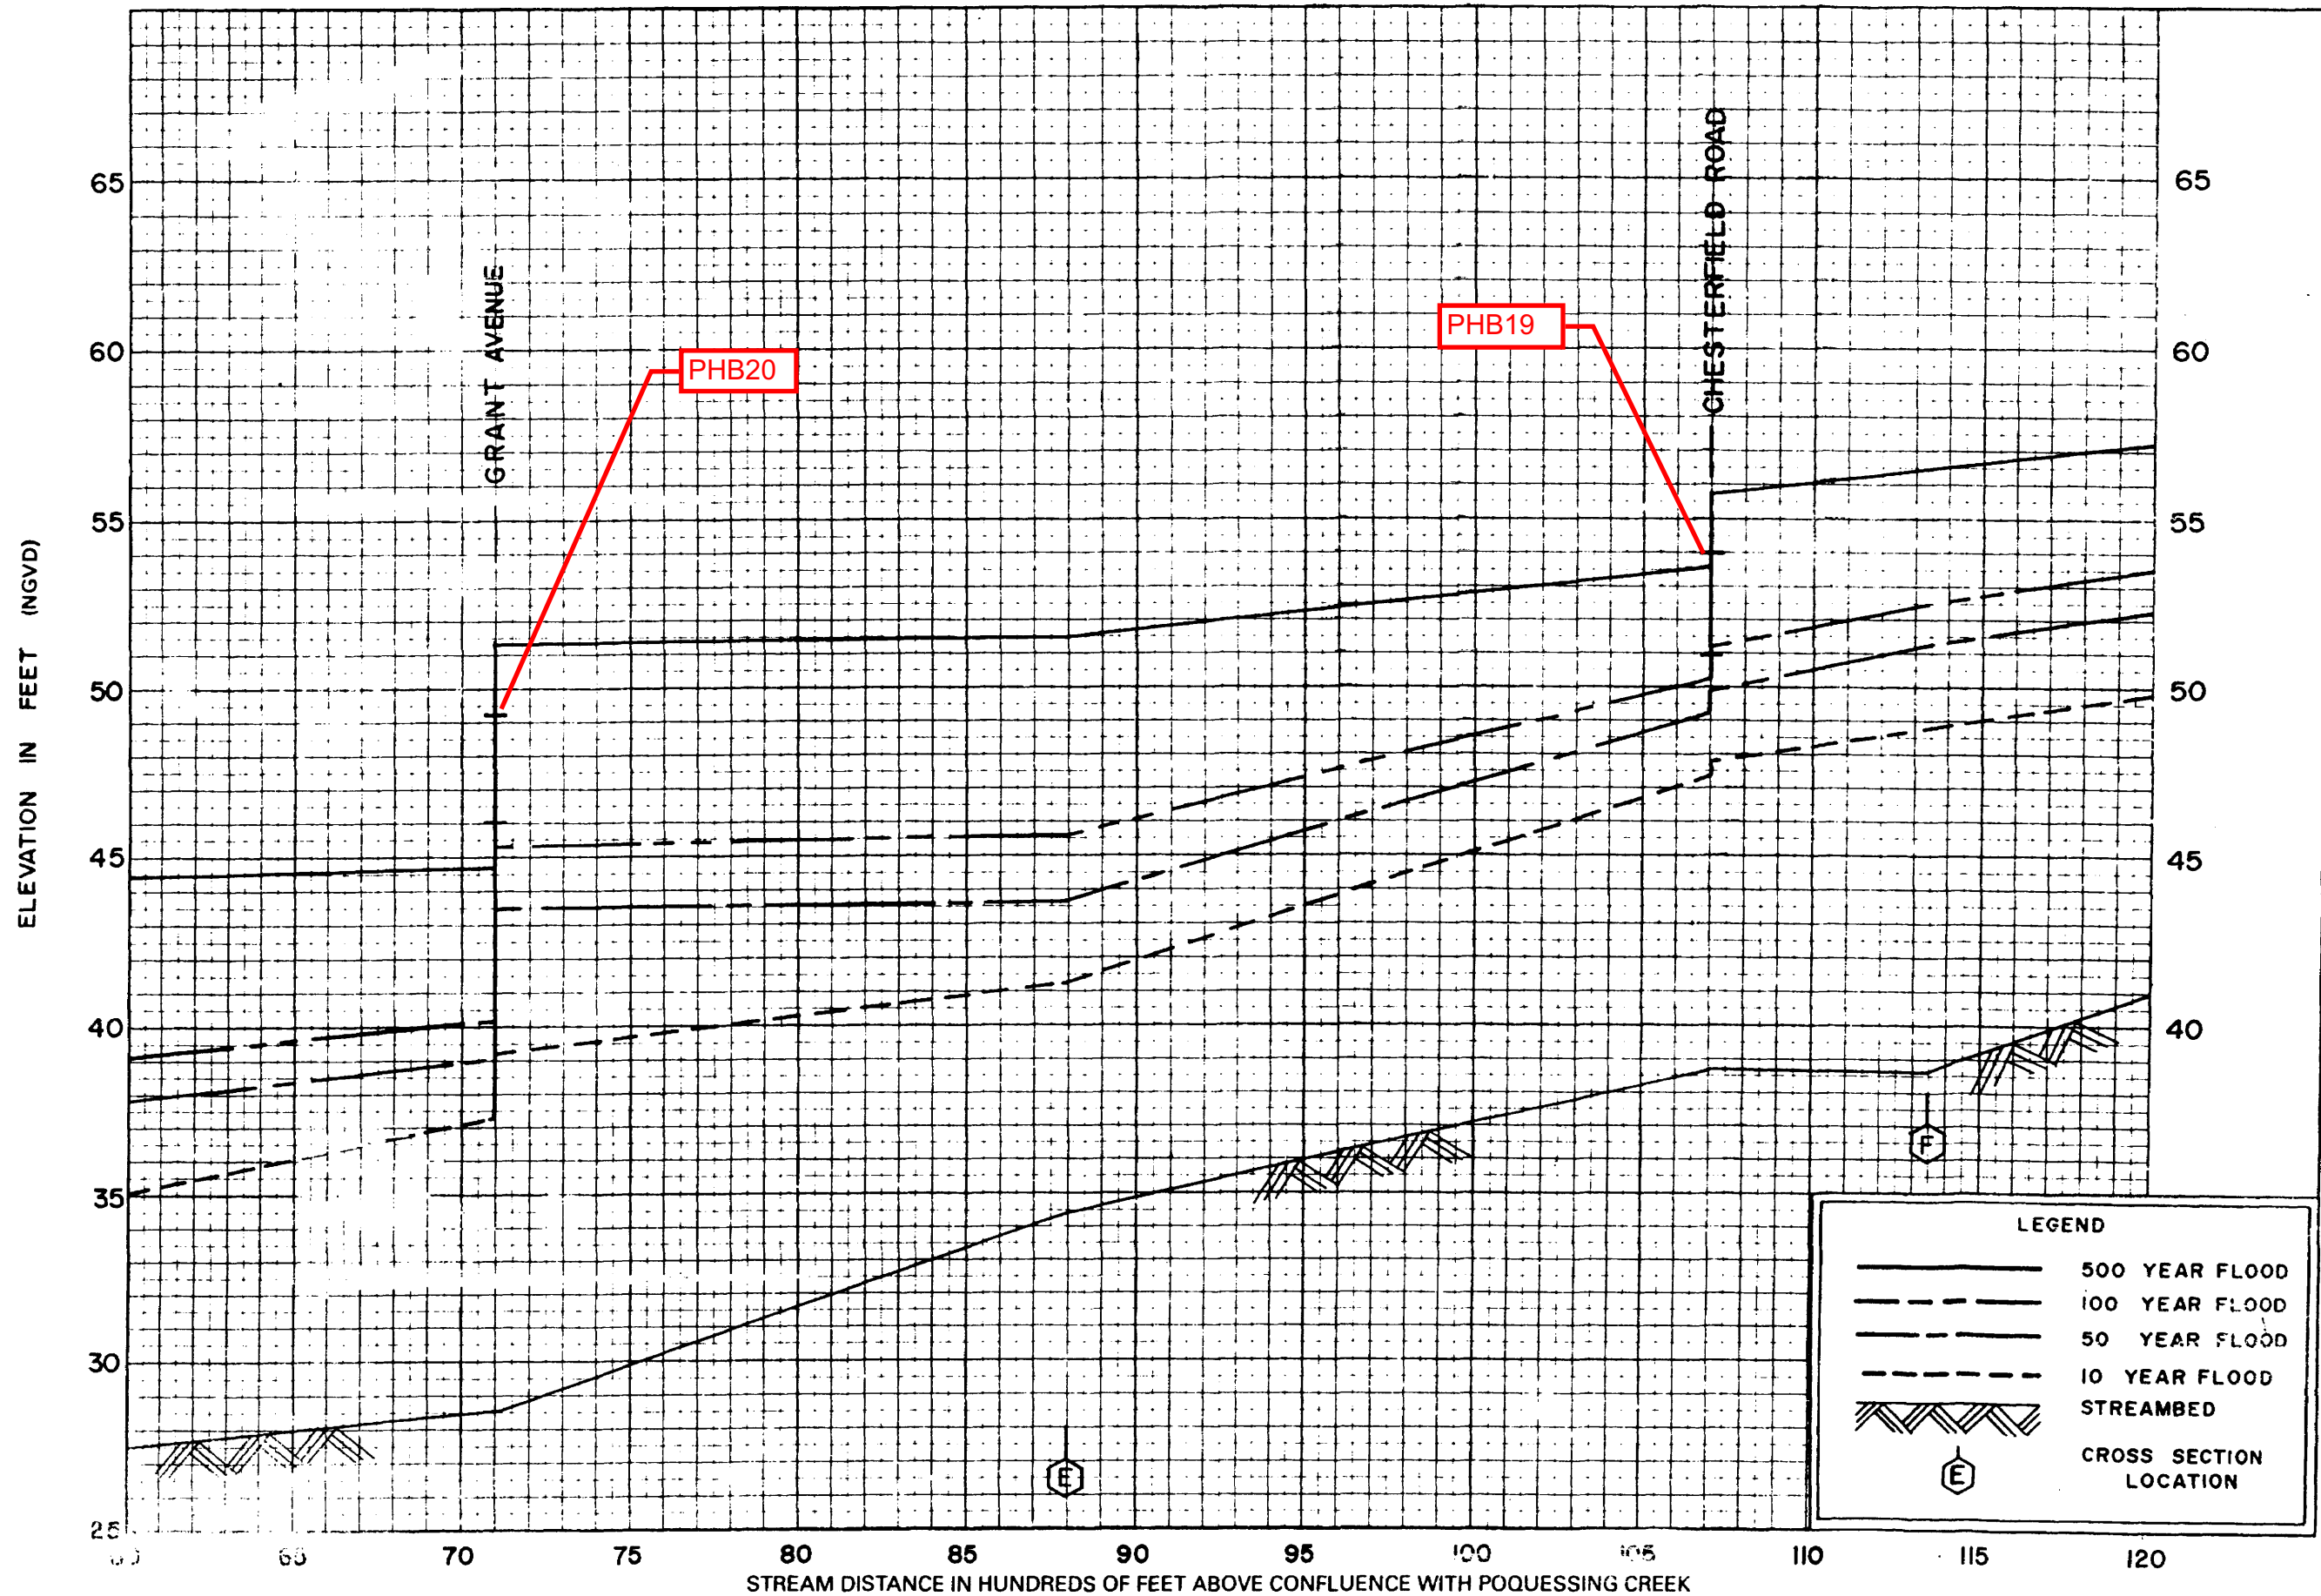 ELEVATION IN FEET (NGVD)
65
60
55
50
45
40
35
30
25
GRANT AVENUE
PHB20
PHB19
CHESTERFIELD ROAD
65
60
55
50
45
40
E
F
LEGEND
500 YEAR FLOOD
100 YEAR FLOOD
50 YEAR FLOOD
10 YEAR FLOOD
STREAMBED
E
CROSS SECTION
LOCATION
60 65 70 75 80 85 90 95 100 105 110 115 120
STREAM DISTANCE IN HUNDREDS OF FEET ABOVE CONFLUENCE WITH POQUESSING CREEK